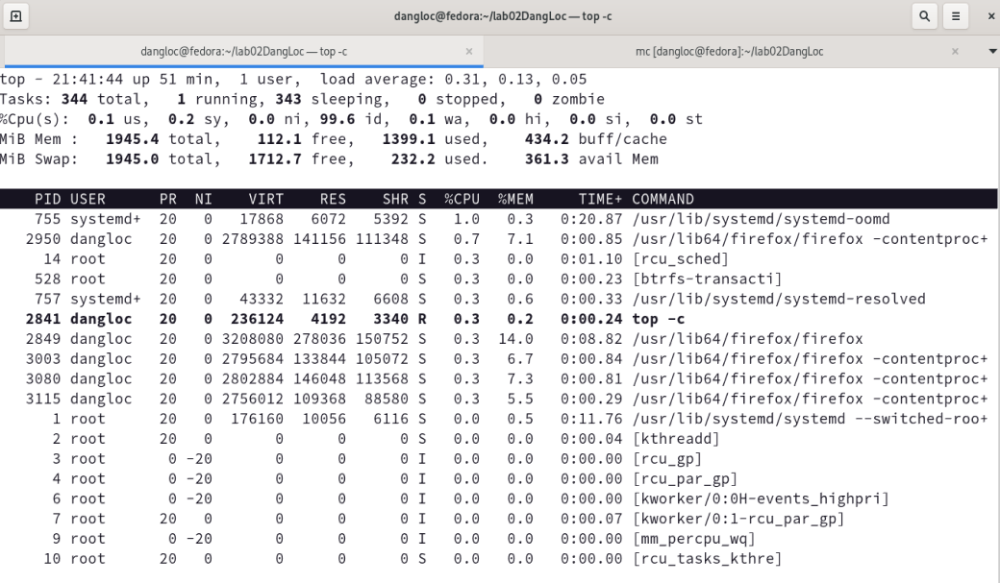 dangloc@fedora:~/lab02DangLoc — top -c
dangloc@fedora:~/lab02DangLoc — top -c
mc [dangloc@fedora]:~/lab02DangLoc
top - 21:41:44 up 51 min,  1 user,  load average: 0.31, 0.13, 0.05
Tasks: 344 total,   1 running, 343 sleeping,   0 stopped,   0 zombie
%Cpu(s):  0.1 us,  0.2 sy,  0.0 ni, 99.6 id,  0.1 wa,  0.0 hi,  0.0 si,  0.0 st
MiB Mem :   1945.4 total,    112.1 free,   1399.1 used,    434.2 buff/cache
MiB Swap:   1945.0 total,   1712.7 free,    232.2 used.    361.3 avail Mem
PID USER      PR  NI    VIRT    RES    SHR S  %CPU  %MEM     TIME+ COMMAND
755 systemd+  20   0   17868   6072   5392 S   1.0   0.3   0:20.87 /usr/lib/systemd/systemd-oomd
2950 dangloc   20   0 2789388 141156 111348 S   0.7   7.1   0:00.85 /usr/lib64/firefox/firefox -contentproc+
14 root      20   0       0      0      0 I   0.3   0.0   0:01.10 [rcu_sched]
528 root      20   0       0      0      0 S   0.3   0.0   0:00.23 [btrfs-transacti]
757 systemd+  20   0   43332  11632   6608 S   0.3   0.6   0:00.33 /usr/lib/systemd/systemd-resolved
2841 dangloc   20   0  236124   4192   3340 R   0.3   0.2   0:00.24 top -c
2849 dangloc   20   0 3208080 278036 150752 S   0.3  14.0   0:08.82 /usr/lib64/firefox/firefox
3003 dangloc   20   0 2795684 133844 105072 S   0.3   6.7   0:00.84 /usr/lib64/firefox/firefox -contentproc+
3080 dangloc   20   0 2802884 146048 113568 S   0.3   7.3   0:00.81 /usr/lib64/firefox/firefox -contentproc+
3115 dangloc   20   0 2756012 109368  88580 S   0.3   5.5   0:00.29 /usr/lib64/firefox/firefox -contentproc+
1 root      20   0  176160  10056   6116 S   0.0   0.5   0:11.76 /usr/lib/systemd/systemd --switched-roo+
2 root      20   0       0      0      0 S   0.0   0.0   0:00.04 [kthreadd]
3 root       0 -20       0      0      0 I   0.0   0.0   0:00.00 [rcu_gp]
4 root       0 -20       0      0      0 I   0.0   0.0   0:00.00 [rcu_par_gp]
6 root       0 -20       0      0      0 I   0.0   0.0   0:00.00 [kworker/0:0H-events_highpri]
7 root      20   0       0      0      0 I   0.0   0.0   0:00.07 [kworker/0:1-rcu_par_gp]
9 root       0 -20       0      0      0 I   0.0   0.0   0:00.00 [mm_percpu_wq]
10 root      20   0       0      0      0 S   0.0   0.0   0:00.00 [rcu_tasks_kthre]